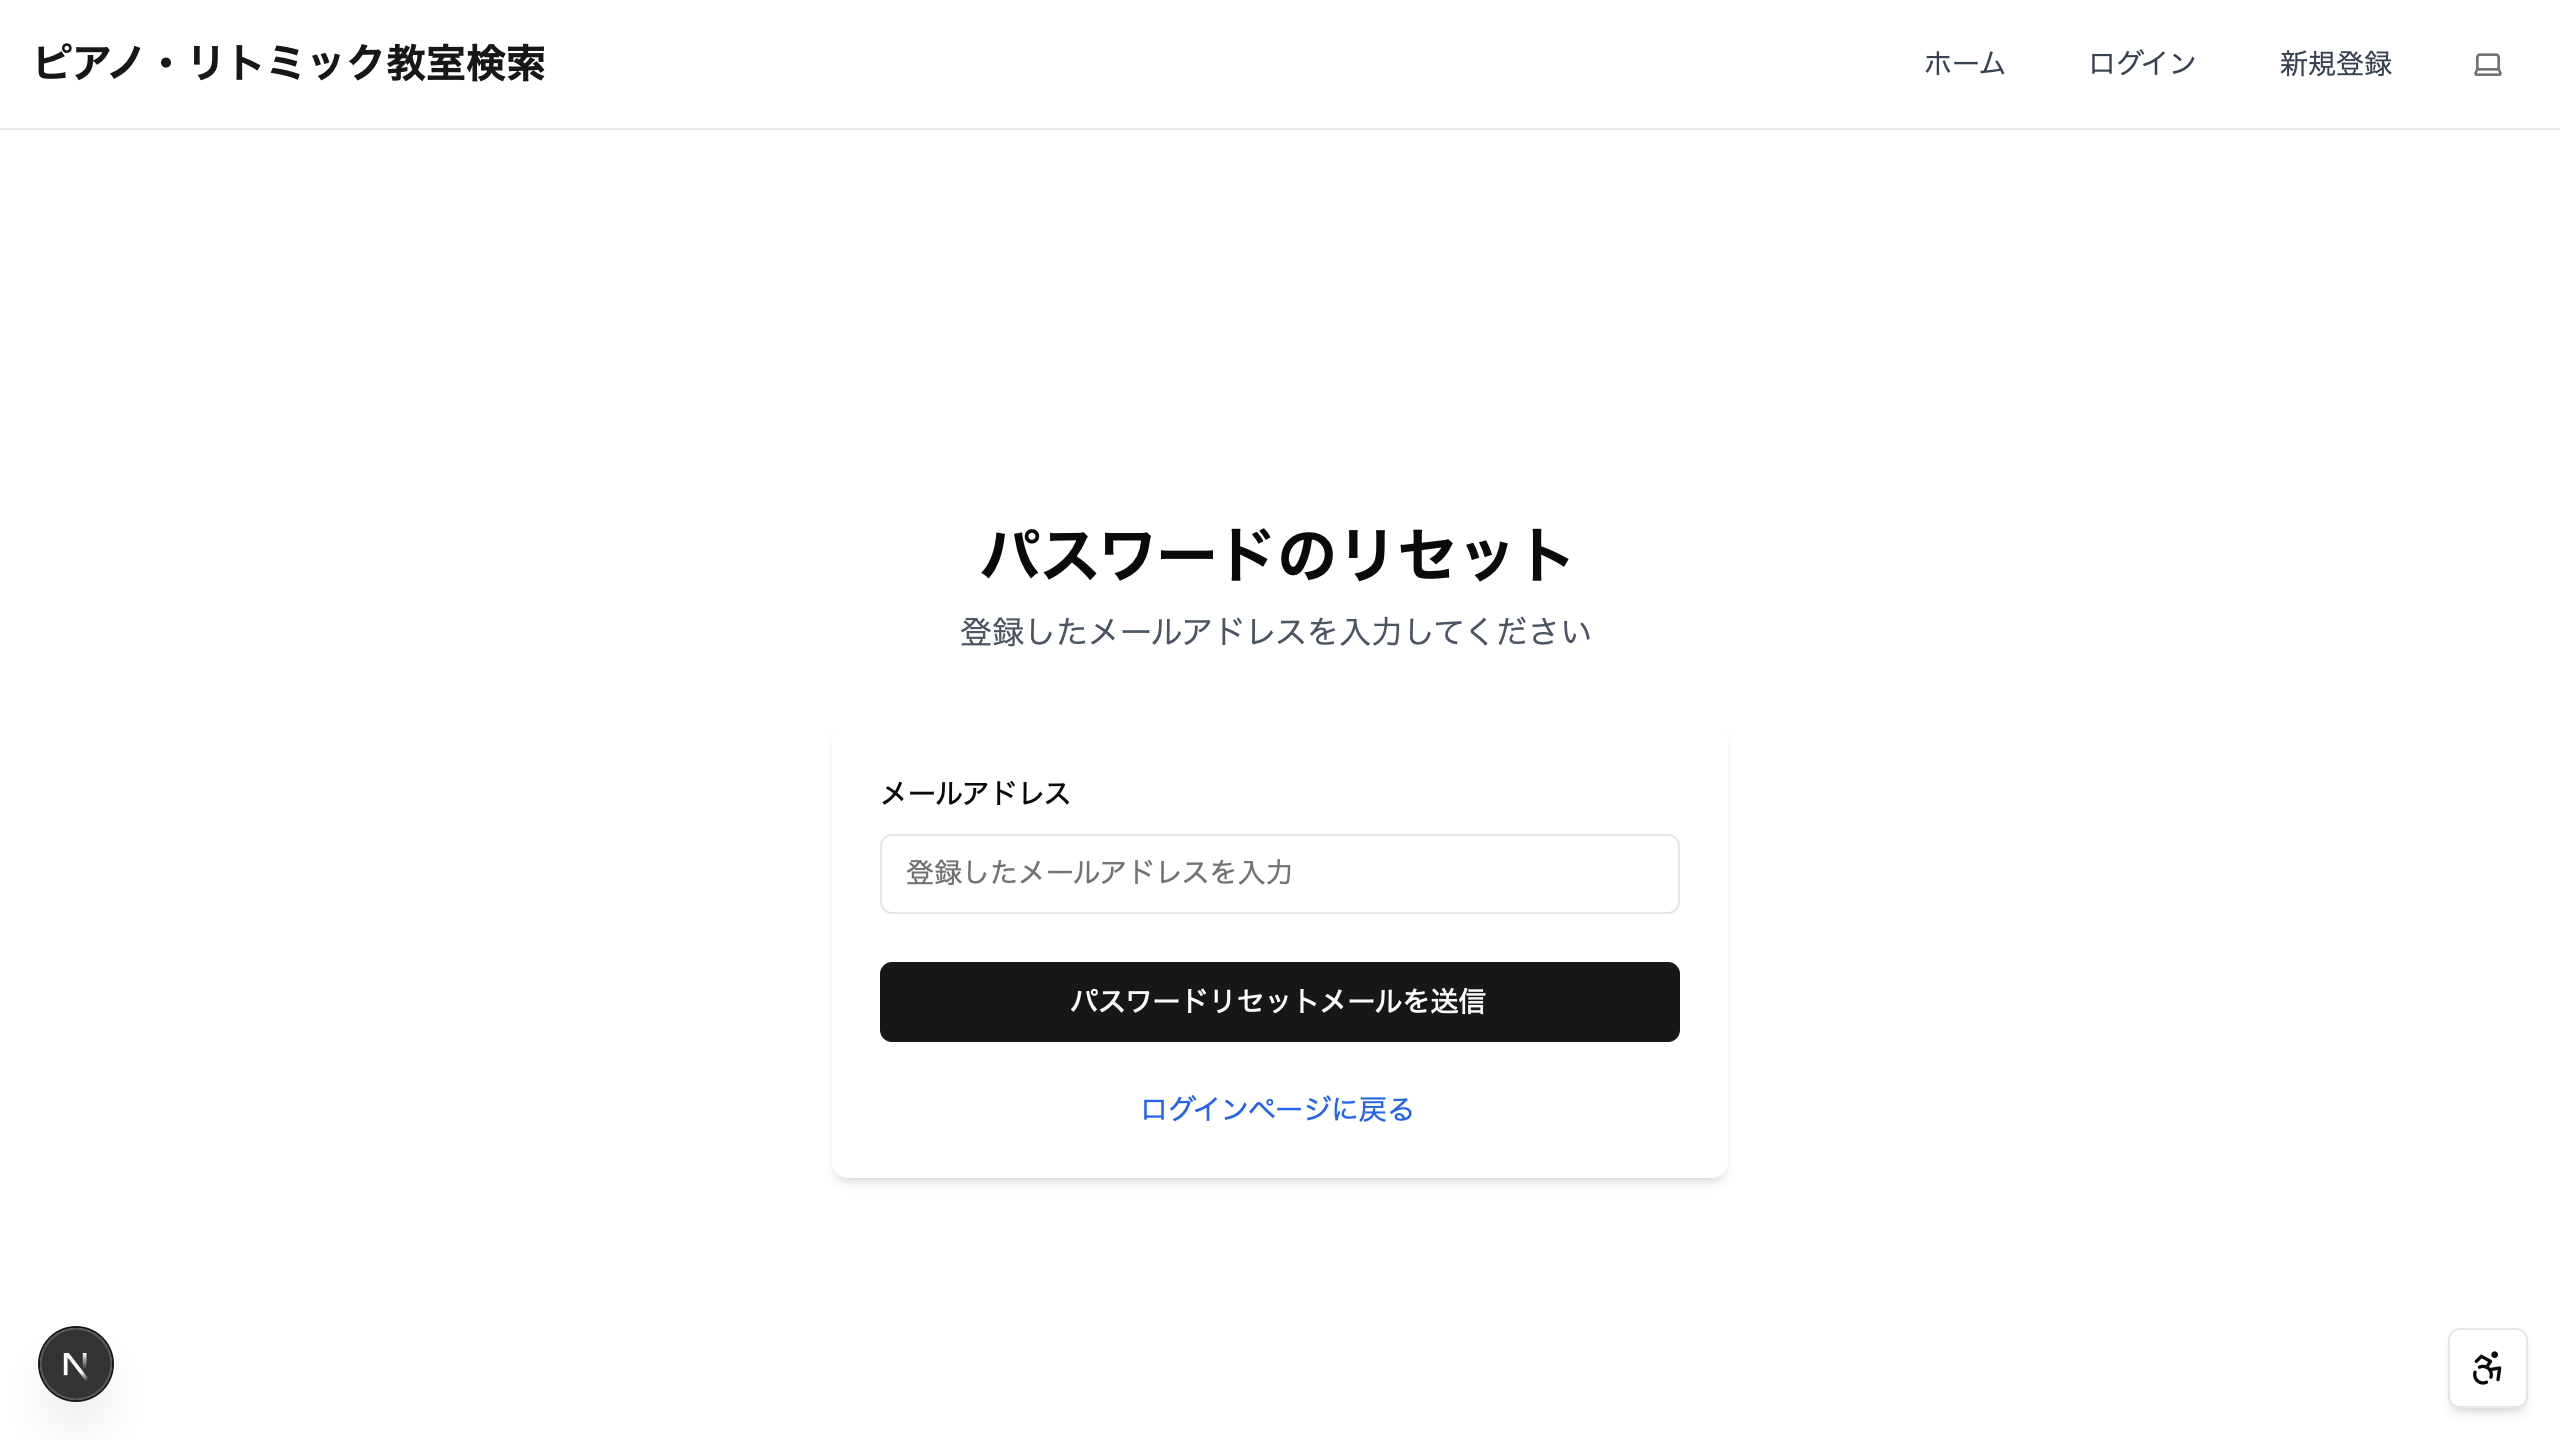 ピアノ・リトミック教室検索
ホーム
ログイン
新規登録
パスワードのリセット
登録したメールアドレスを入力してください
メールアドレス
登録したメールアドレスを入力
パスワードリセットメールを送信
ログインページに戻る
N